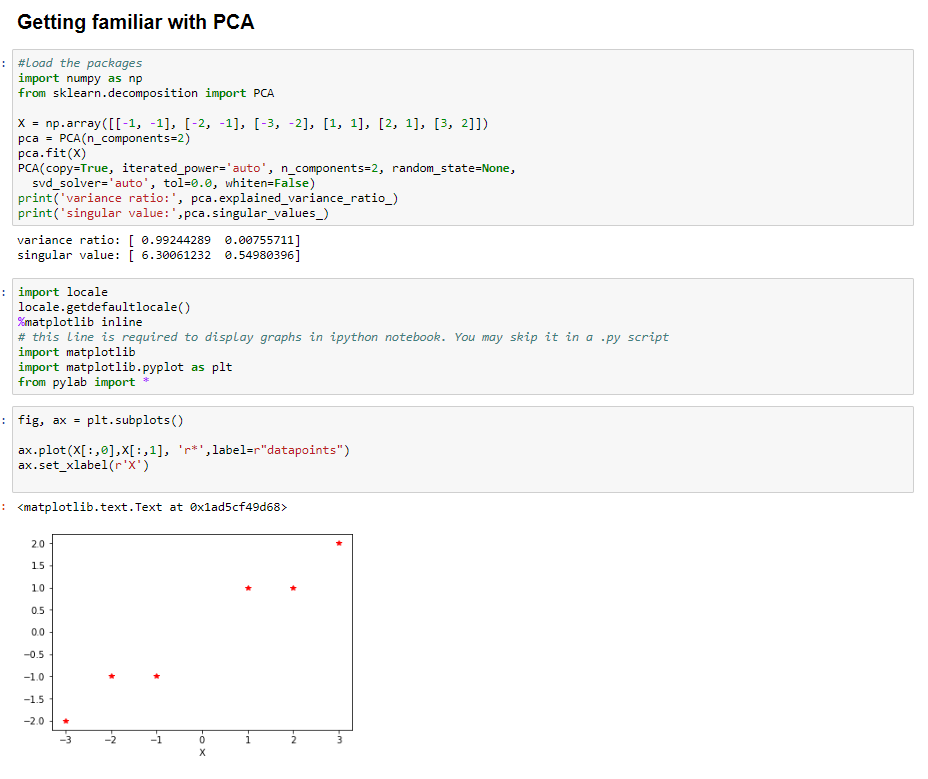 Getting familiar with PCA
:
#load the packages
import numpy as np
from sklearn.decomposition import PCA
X = np.array([[-1, -1], [-2, -1], [-3, -2], [1, 1], [2, 1], [3, 2]])
pca = PCA(n_components=2)
pca.fit(X)
PCA(copy=True, iterated_power='auto', n_components=2, random_state=None,
  svd_solver='auto', tol=0.0, whiten=False)
print('variance ratio:', pca.explained_variance_ratio_)
print('singular value:',pca.singular_values_)
variance ratio: [ 0.99244289  0.00755711]
singular value: [ 6.30061232  0.54980396]
:
import locale
locale.getdefaultlocale()
%matplotlib inline
# this line is required to display graphs in ipython notebook. You may skip it in a .py script
import matplotlib
import matplotlib.pyplot as plt
from pylab import *
:
fig, ax = plt.subplots()
ax.plot(X[:,0],X[:,1], 'r*',label=r"datapoints")
ax.set_xlabel(r'X')
:
<matplotlib.text.Text at 0x1ad5cf49d68>
2.0
1.5
1.0
0.5
0.0
−0.5
−1.0
−1.5
−2.0
−3 −2 −1 0 1 2 3
X